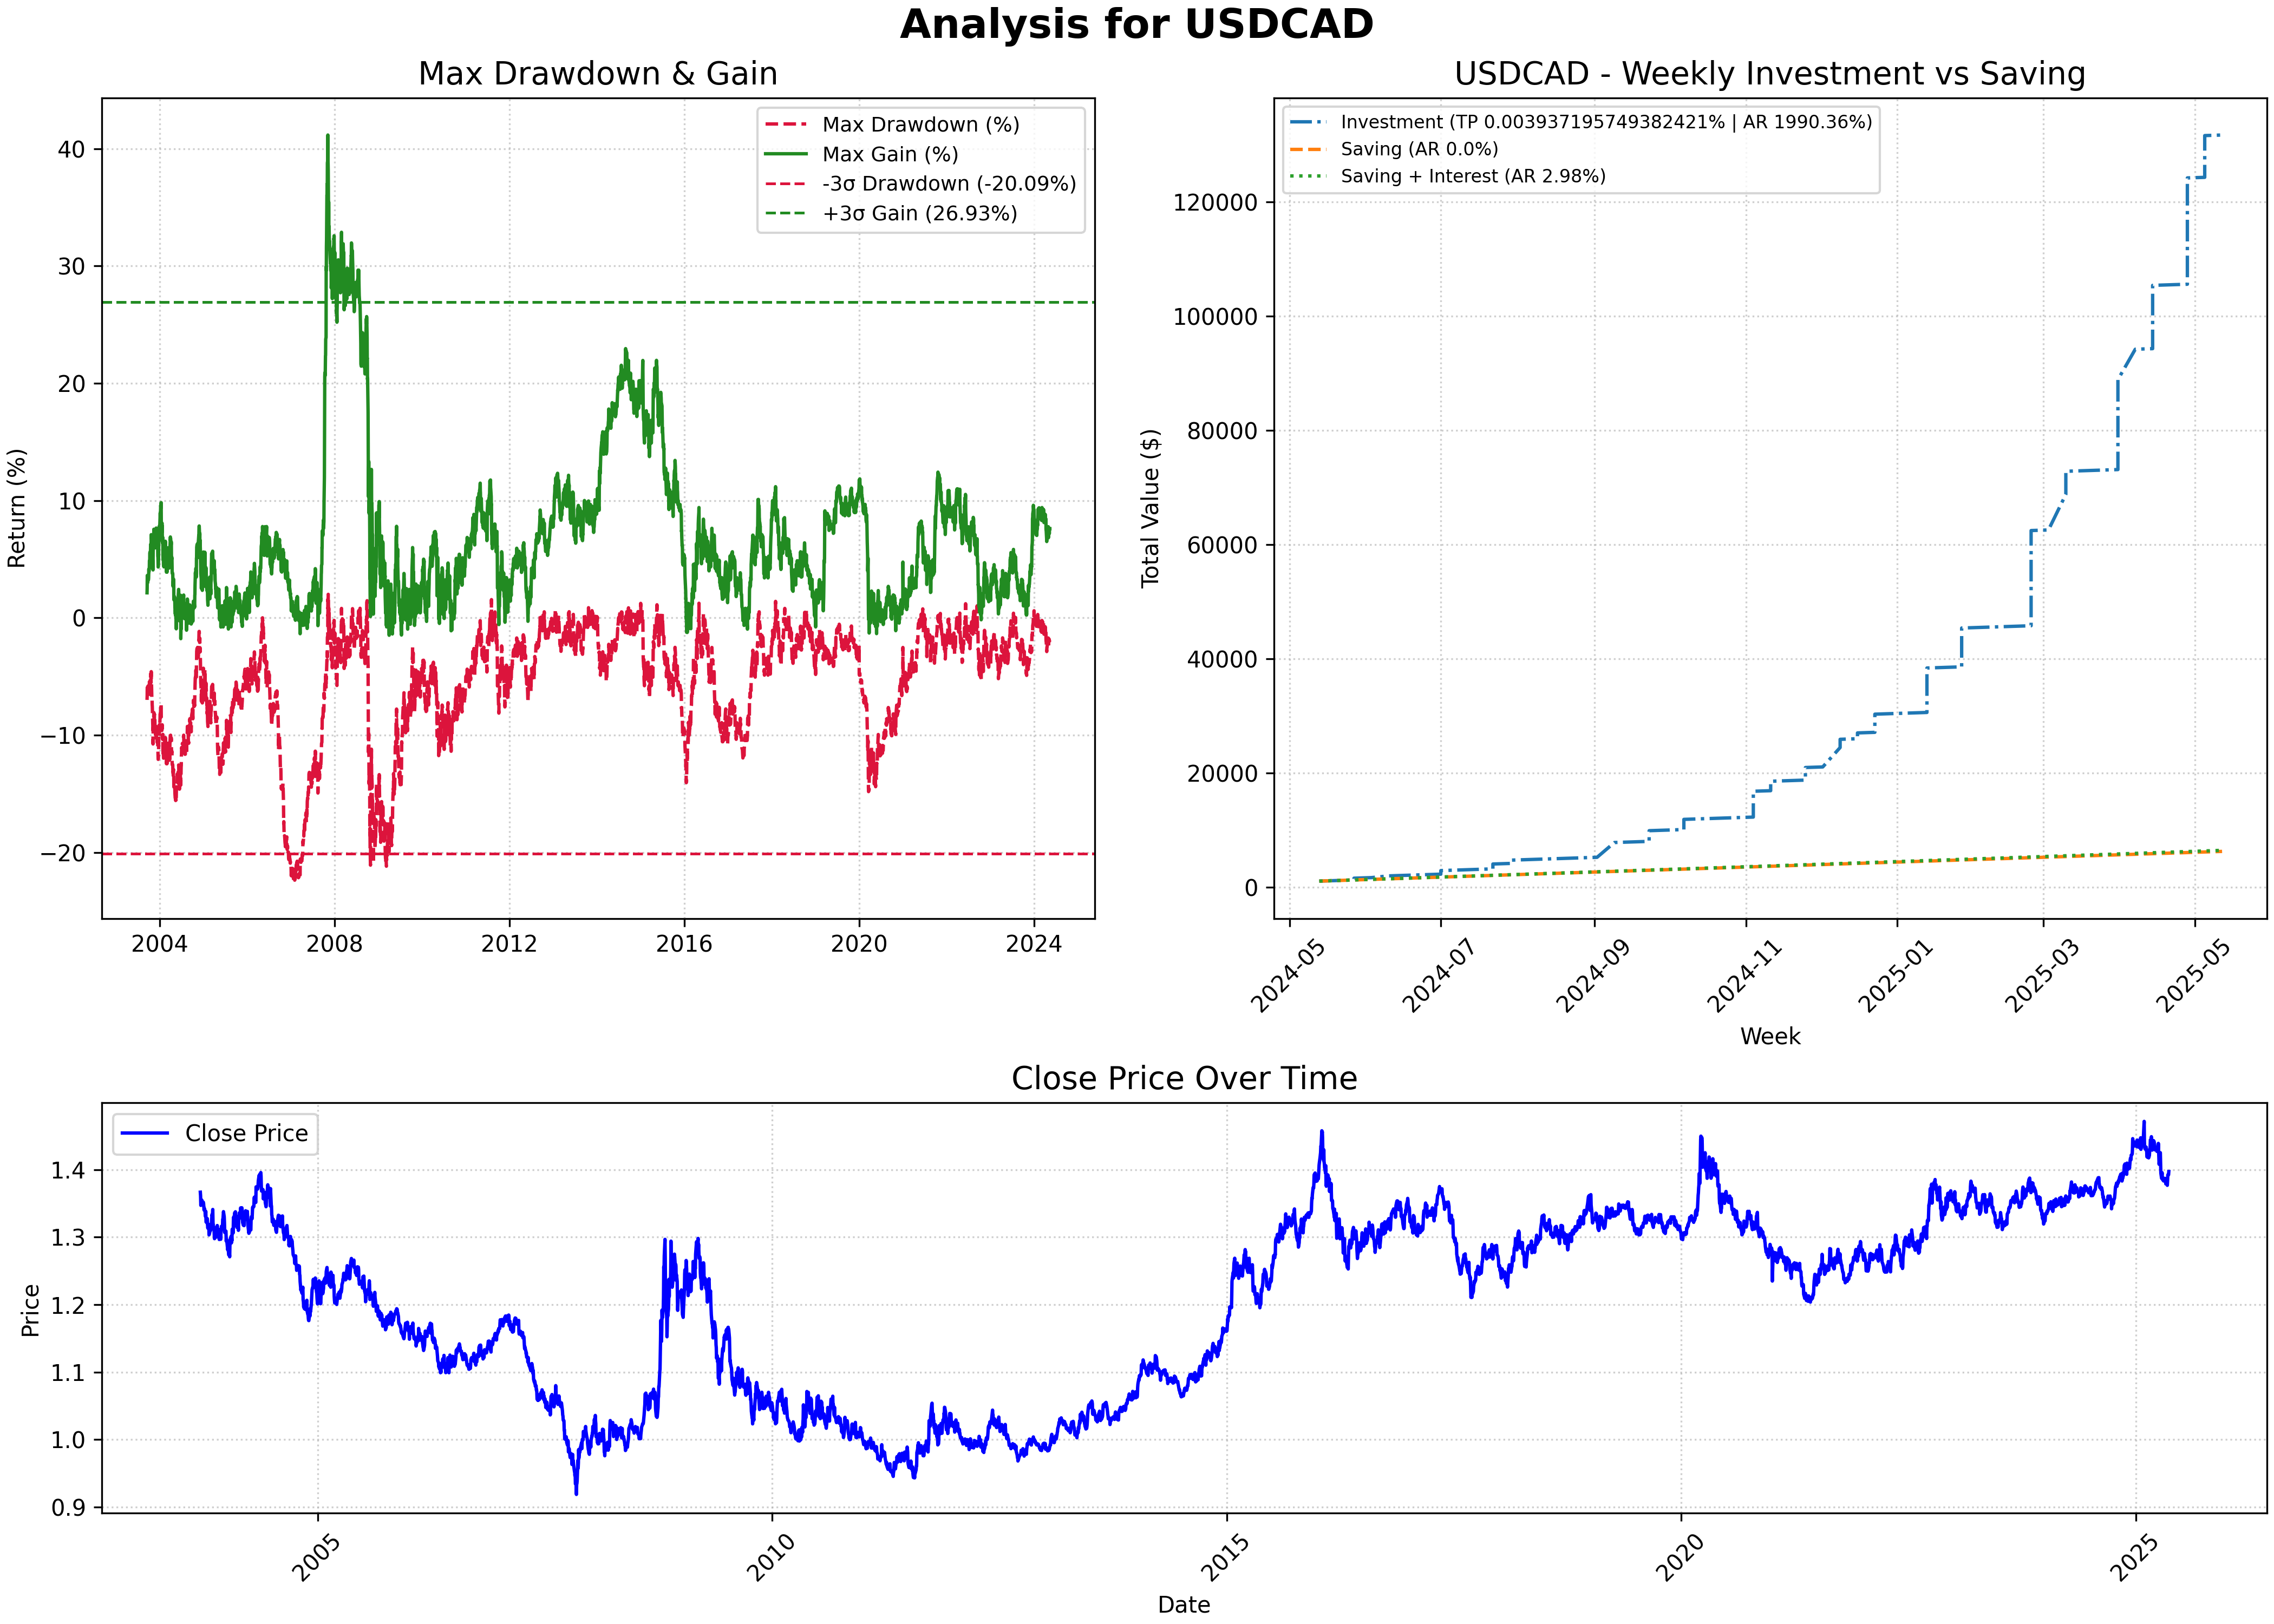 Analysis for USDCAD
Max Drawdown & Gain
Return (%)
40
30
20
10
0
−10
−20
2004
2008
2012
2016
2020
2024
Max Drawdown (%)
Max Gain (%)
-3σ Drawdown (-20.09%)
+3σ Gain (26.93%)
USDCAD - Weekly Investment vs Saving
Total Value ($)
120000
100000
80000
60000
40000
20000
0
Investment (TP 0.003937195749382421% | AR 1990.36%)
Saving (AR 0.0%)
Saving + Interest (AR 2.98%)
2024-05
2024-07
2024-09
2024-11
2025-01
2025-03
2025-05
Week
Close Price Over Time
Close Price
Price
1.4
1.3
1.2
1.1
1.0
0.9
2005
2010
2015
2020
2025
Date